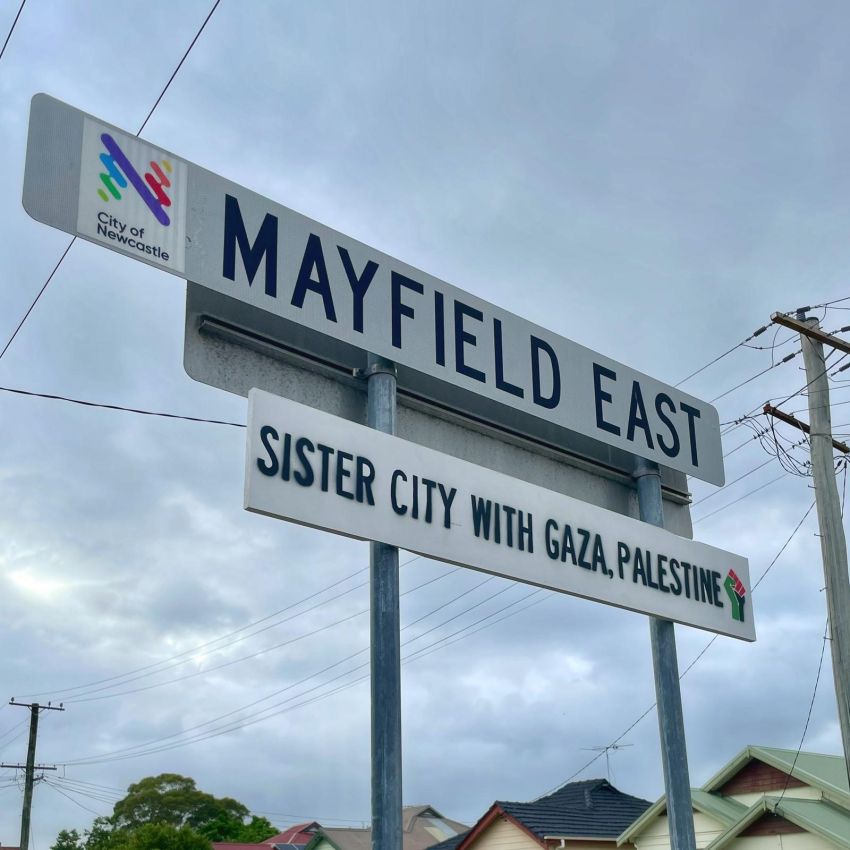 City of
Newcastle
MAYFIELD EAST
SISTER CITY WITH GAZA, PALESTINE